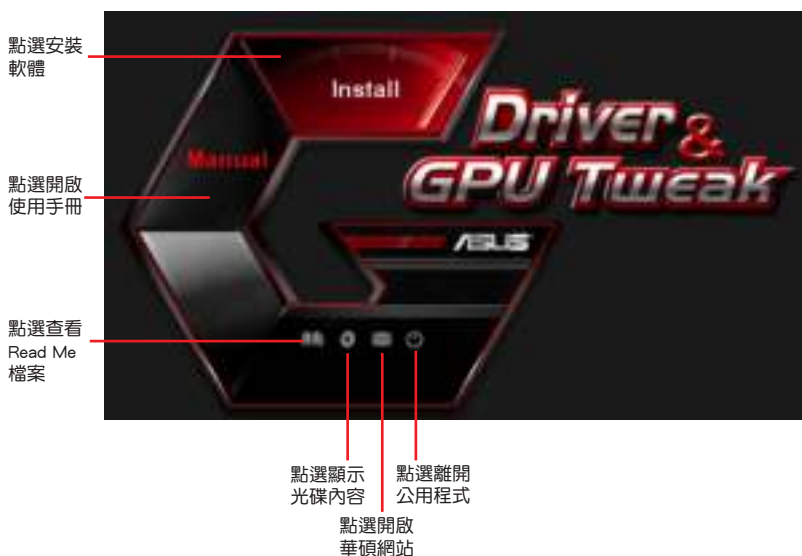 點選安裝
軟體
Install
Driver &
GPU Tweak
Manual
點選開啟
使用手冊
ASUS
點選查看
Read Me
檔案
點選顯示
光碟內容
點選離開
公用程式
點選開啟
華碩網站